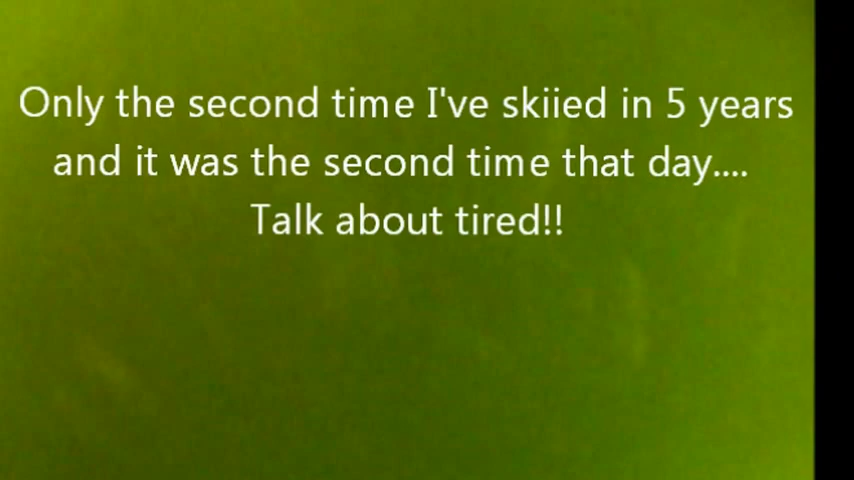 Only the second time I've skiied in 5 years
and it was the second time that day....
Talk about tired!!